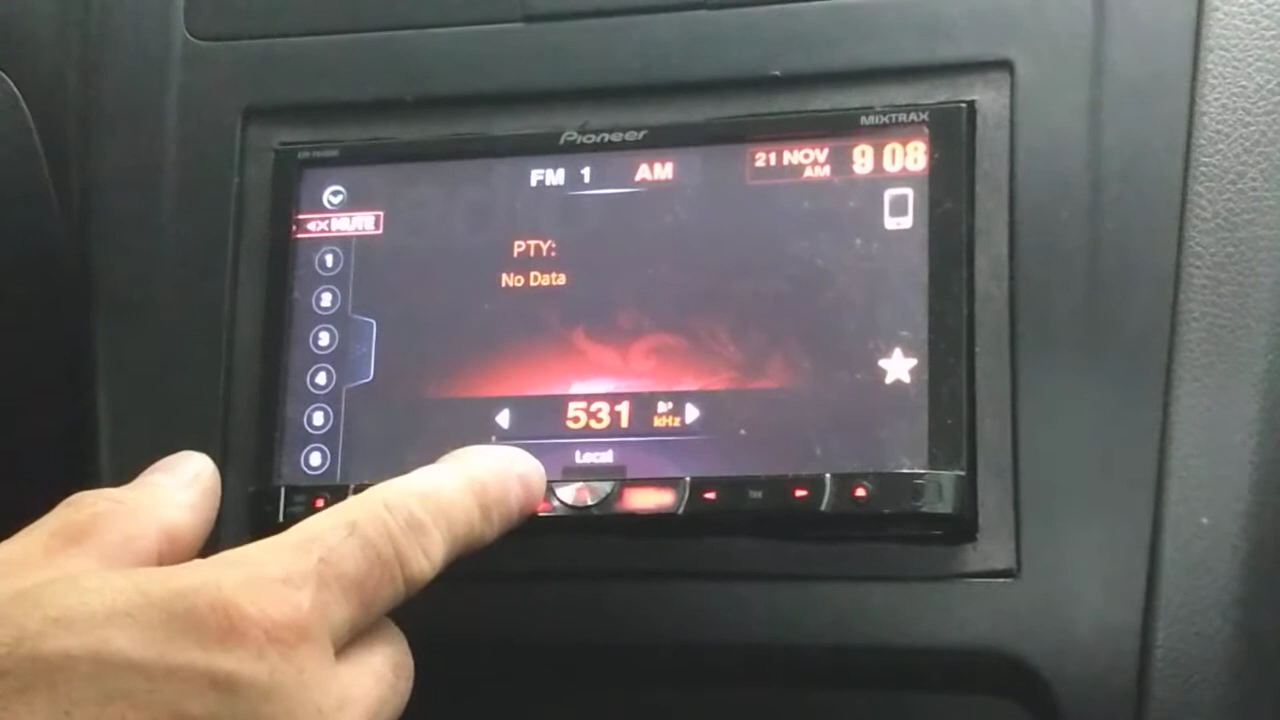 Pioneer
MIXTRAX
FM 1 AM
21 NOV
AM
9 08
MUTE
1
2
3
4
5
6
PTY:
No Data
531
kHz
Local